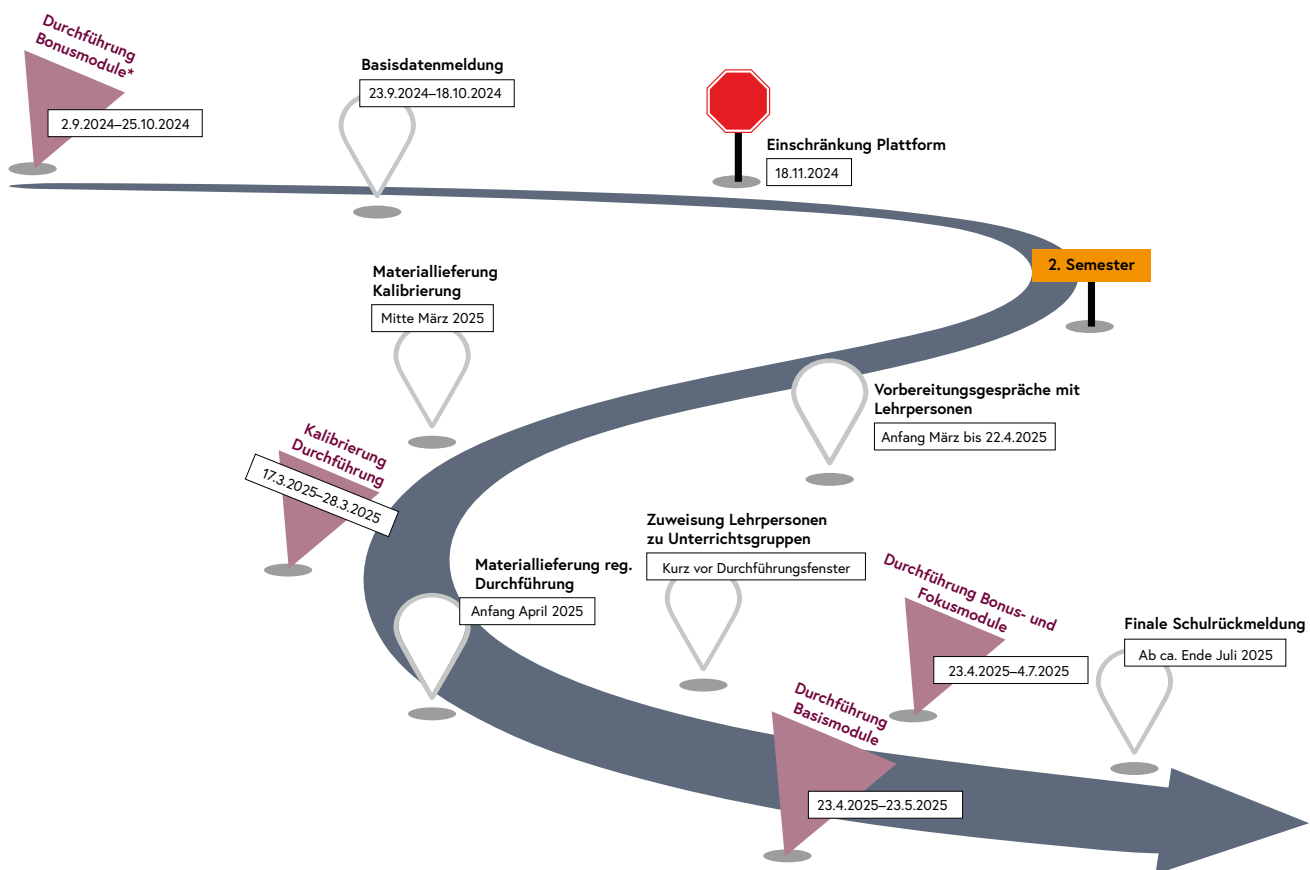 Durchführung
Bonusmodule*
2.9.2024–25.10.2024
Basisdatenmeldung
23.9.2024–18.10.2024
Einschränkung Plattform
18.11.2024
2. Semester
Materiallieferung
Kalibrierung
Mitte März 2025
Vorbereitungsgespräche mit
Lehrpersonen
Anfang März bis 22.4.2025
Kalibrierung
Durchführung
17.3.2025–28.3.2025
Materiallieferung reg.
Durchführung
Anfang April 2025
Zuweisung Lehrpersonen
zu Unterrichtsgruppen
Kurz vor Durchführungsfenster
Durchführung Bonus- und
Fokusmodule
23.4.2025–4.7.2025
Finale Schulrückmeldung
Ab ca. Ende Juli 2025
Durchführung
Basismodule
23.4.2025–23.5.2025